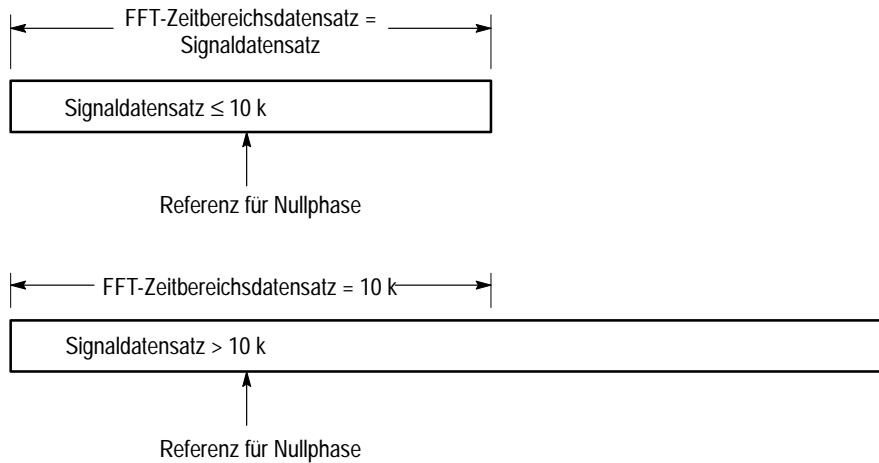 FFT-Zeitbereichsdatensatz =
Signaldatensatz
Signaldatensatz ≤ 10 k
Referenz für Nullphase
FFT-Zeitbereichsdatensatz = 10 k
Signaldatensatz > 10 k
Referenz für Nullphase